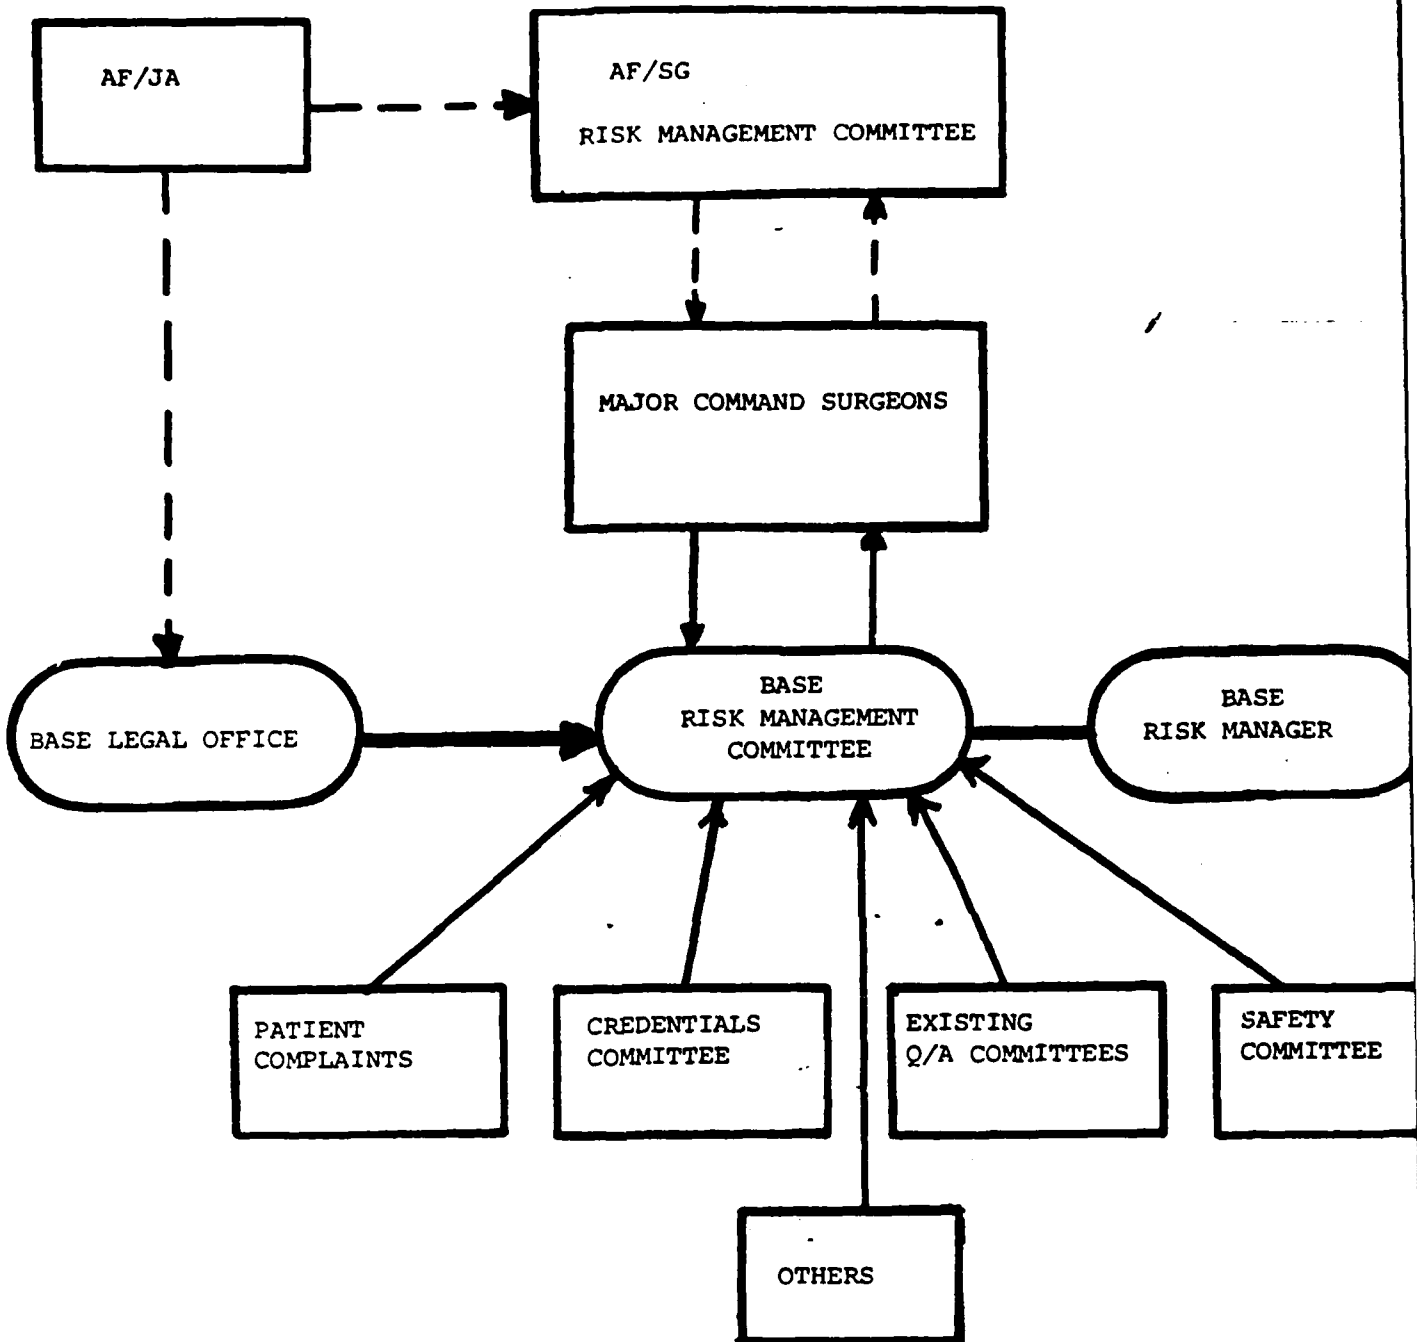 AF/JA
AF/SG
RISK MANAGEMENT COMMITTEE
MAJOR COMMAND SURGEONS
BASE LEGAL OFFICE
BASE
RISK MANAGEMENT
COMMITTEE
BASE
RISK MANAGER
PATIENT
COMPLAINTS
CREDENTIALS
COMMITTEE
EXISTING
Q/A COMMITTEES
SAFETY
COMMITTEE
OTHERS